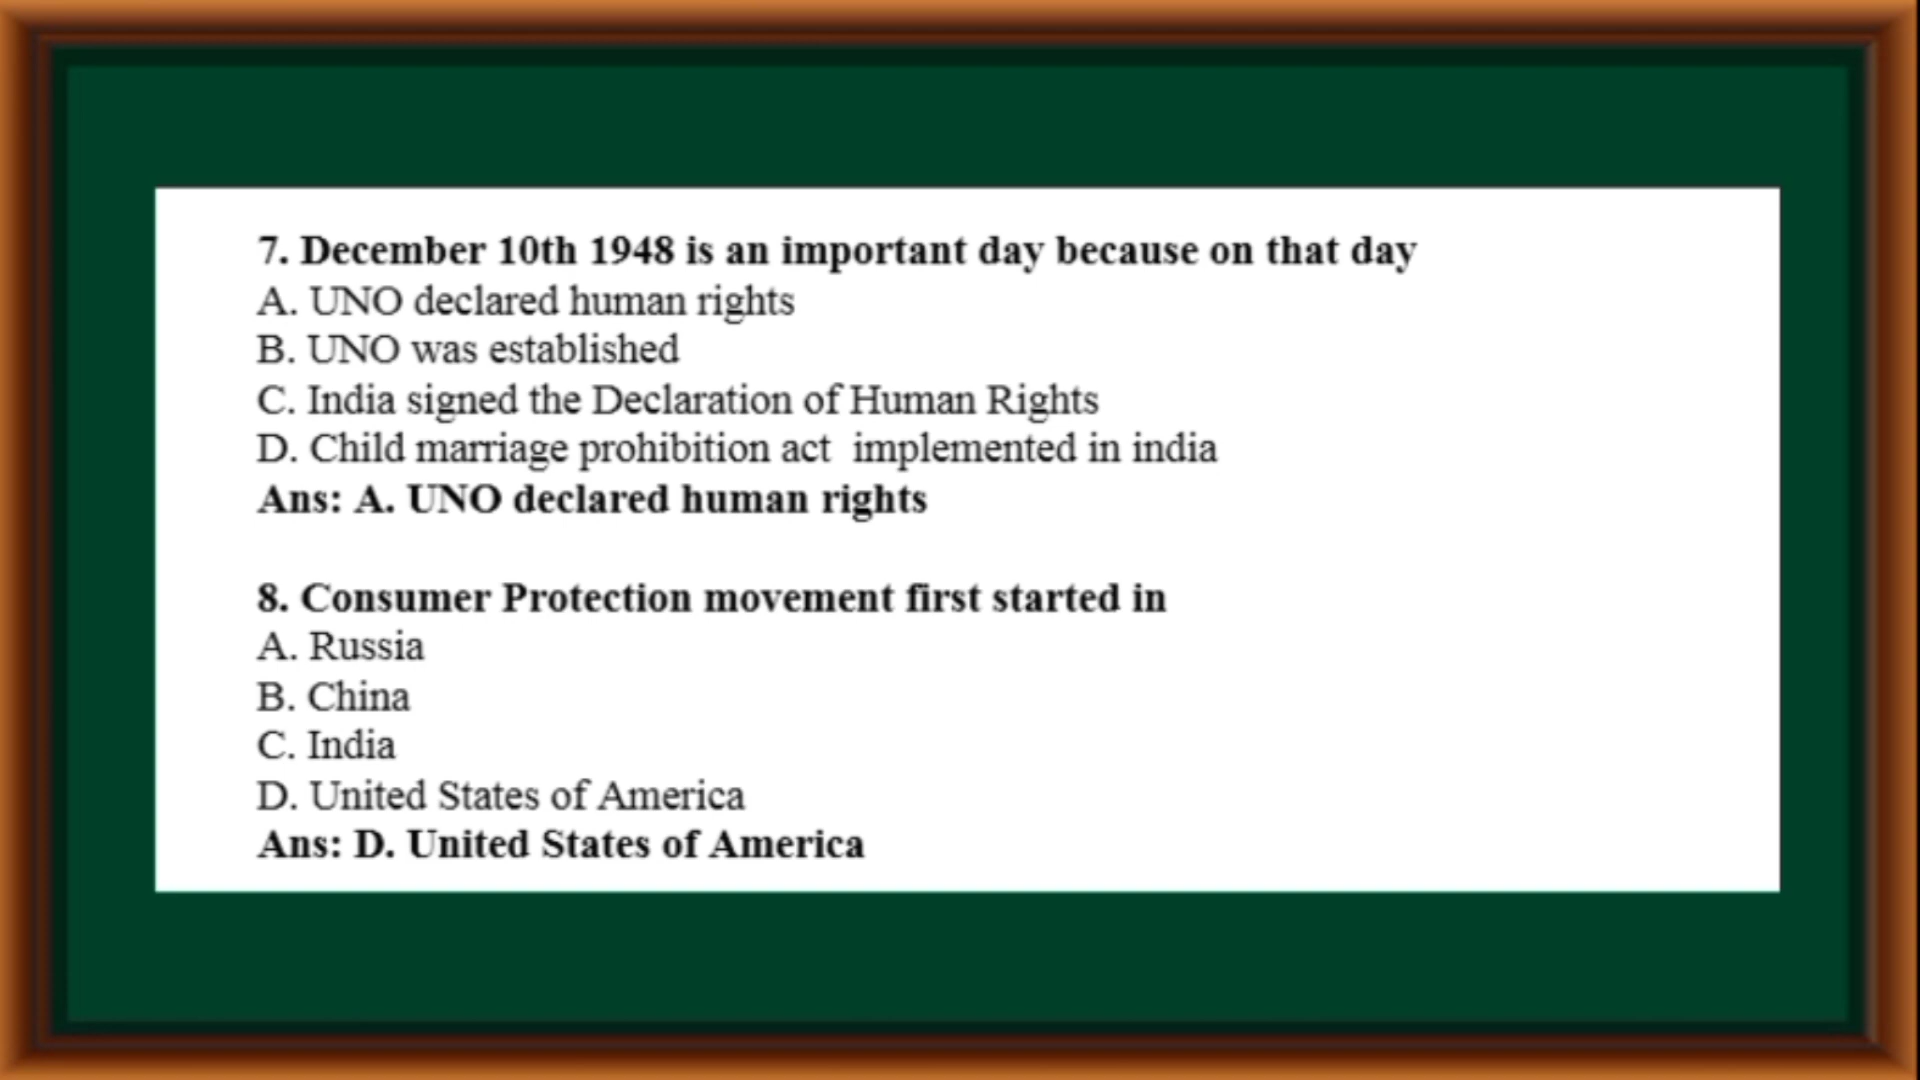 7. December 10th 1948 is an important day because on that day
A. UNO declared human rights
B. UNO was established
C. India signed the Declaration of Human Rights
D. Child marriage prohibition act  implemented in india
Ans: A. UNO declared human rights
8. Consumer Protection movement first started in
A. Russia
B. China
C. India
D. United States of America
Ans: D. United States of America